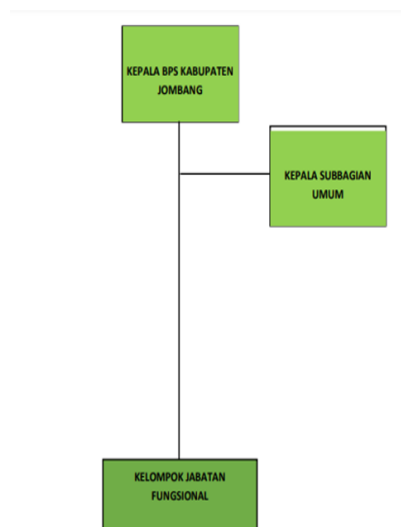 KEPALA BPS KABUPATEN
JOMBANG
KEPALA SUBBAGIAN
UMUM
KELOMPOK JABATAN
FUNGSIONAL